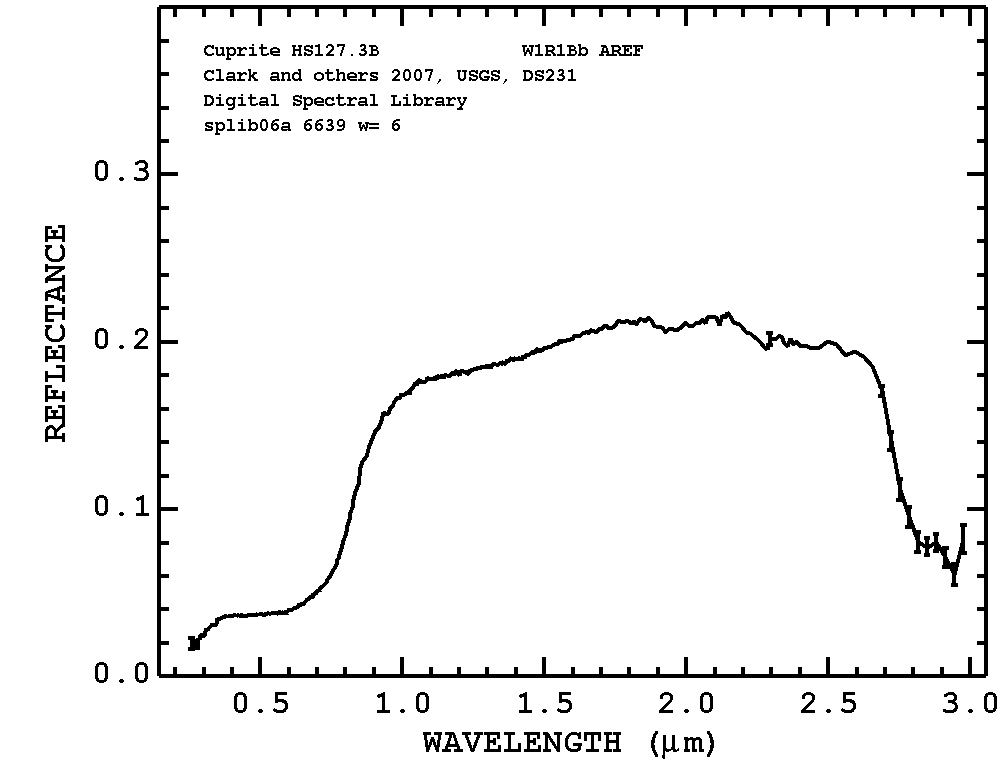 Cuprite HS127.3B W1R1Bb AREF
Clark and others 2007, USGS, DS231
Digital Spectral Library
splib06a 6639 w= 6
0.3
0.2
0.1
0.0
REFLECTANCE
0.5 1.0 1.5 2.0 2.5 3.0
WAVELENGTH (μm)